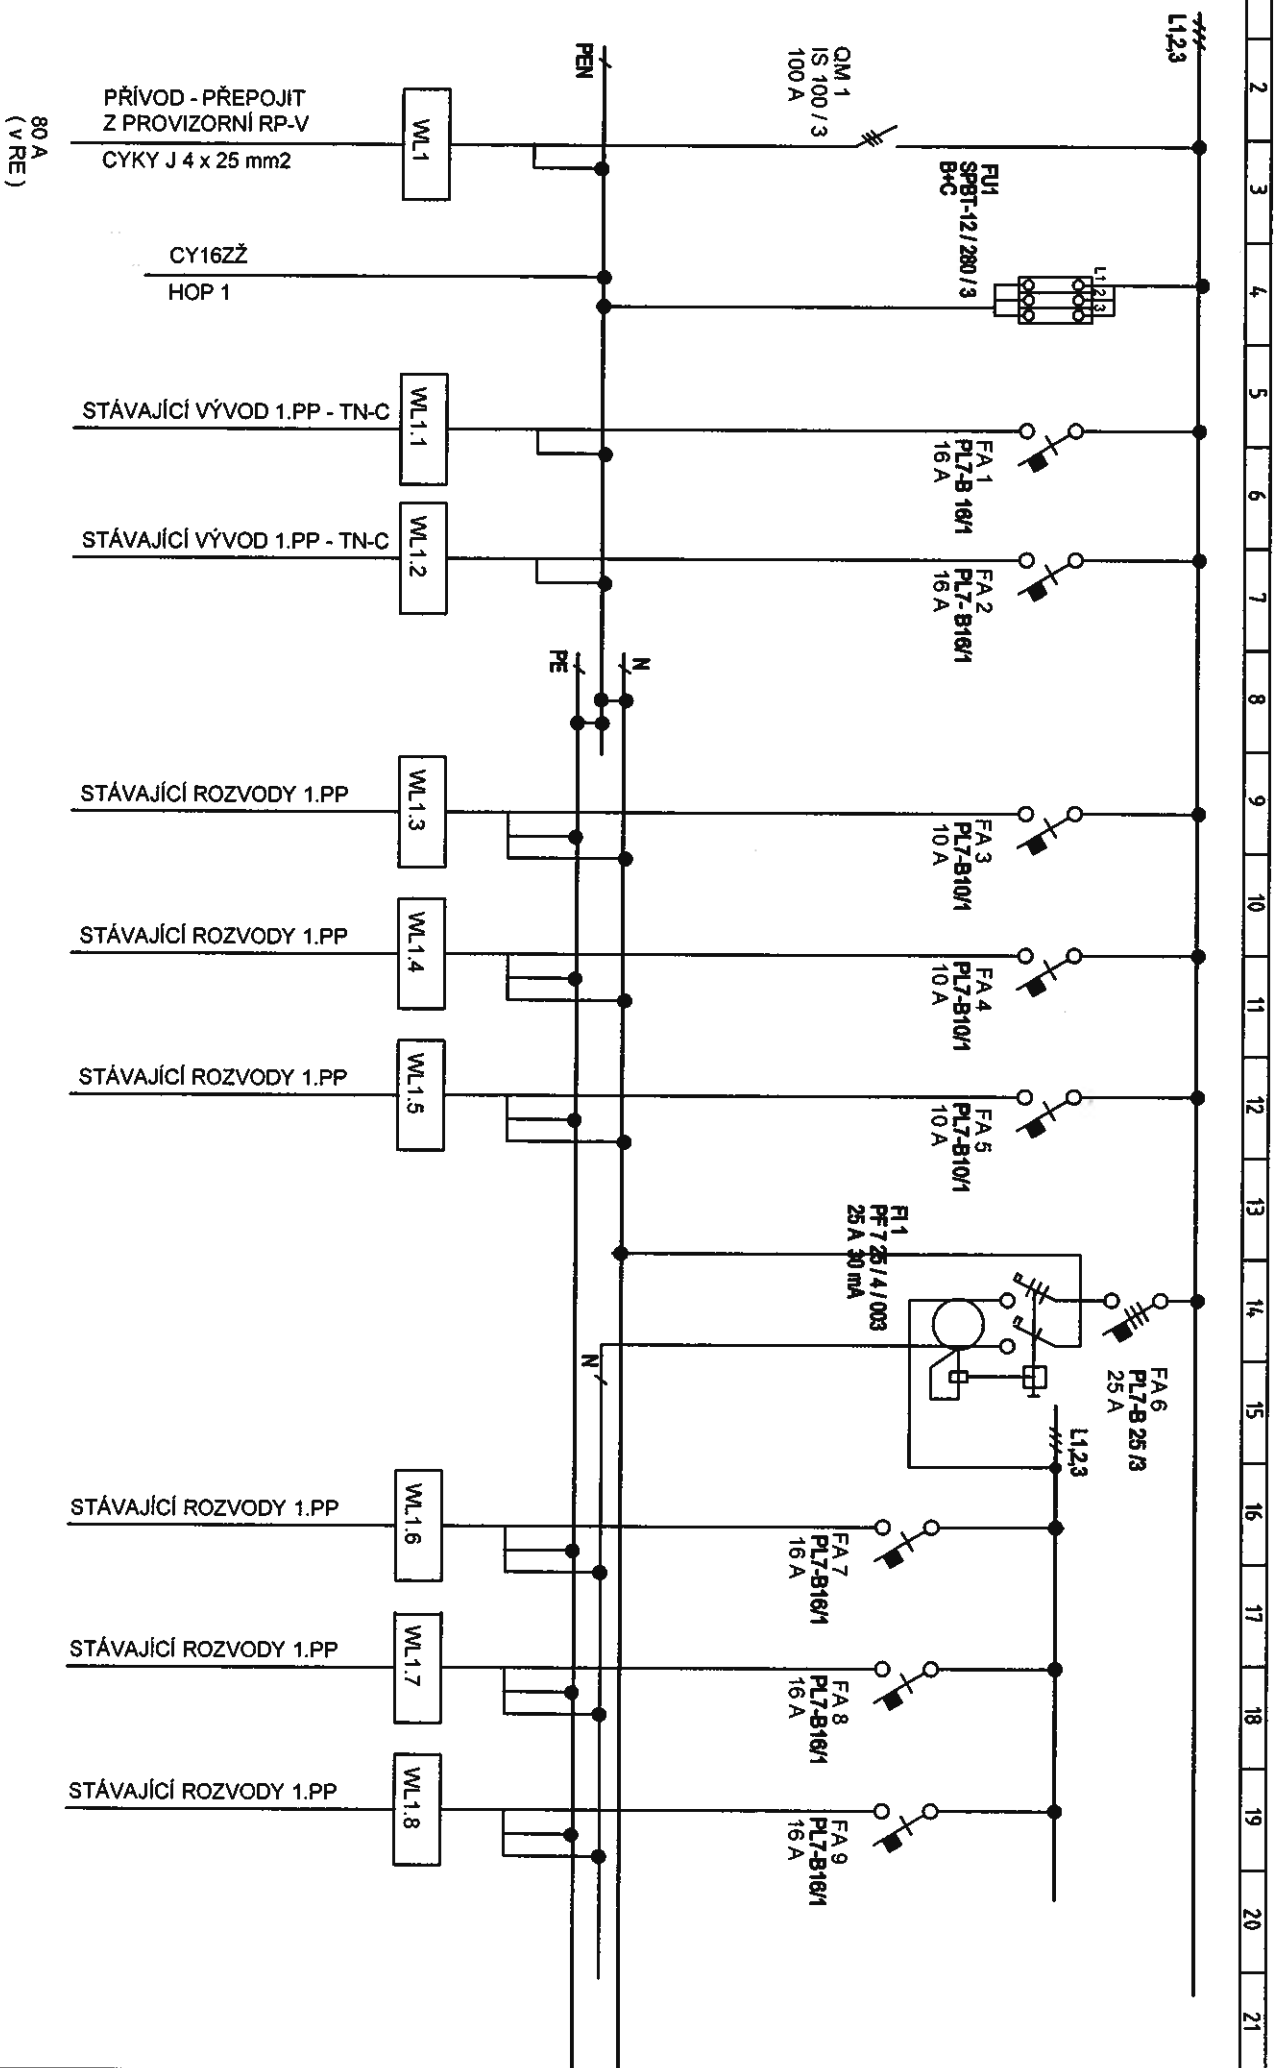 2
3
4
5
6
7
8
9
10
11
12
13
14
15
16
17
18
19
20
21
L1,2,3
QM 1
IS 100 / 3
100 A
PEN
WL1
PŘÍVOD - PŘEPOJIT
Z PROVIZORNÍ RP-V
CYKY J 4 x 25 mm2
80 A
( v RE )
FU1
SPBT-12 / 280 / 3
B+C
L1 2 3
CY16ZŽ
HOP 1
FA 1
PL7-B 16/1
16 A
WL1.1
STÁVAJÍCÍ VÝVOD 1.PP - TN-C
FA 2
PL7- B16/1
16 A
WL1.2
STÁVAJÍCÍ VÝVOD 1.PP - TN-C
N
PE
FA 3
PL7-B10/1
10 A
WL1.3
STÁVAJÍCÍ ROZVODY 1.PP
FA 4
PL7-B10/1
10 A
WL1.4
STÁVAJÍCÍ ROZVODY 1.PP
FA 5
PL7-B10/1
10 A
WL1.5
STÁVAJÍCÍ ROZVODY 1.PP
FI 1
PF 7 25 / 4 / 003
25 A 30 mA
FA 6
PL7-B 25 /3
25 A
L1,2,3
N
FA 7
PL7-B16/1
16 A
WL1.6
STÁVAJÍCÍ ROZVODY 1.PP
FA 8
PL7-B16/1
16 A
WL1.7
STÁVAJÍCÍ ROZVODY 1.PP
FA 9
PL7-B16/1
16 A
WL1.8
STÁVAJÍCÍ ROZVODY 1.PP